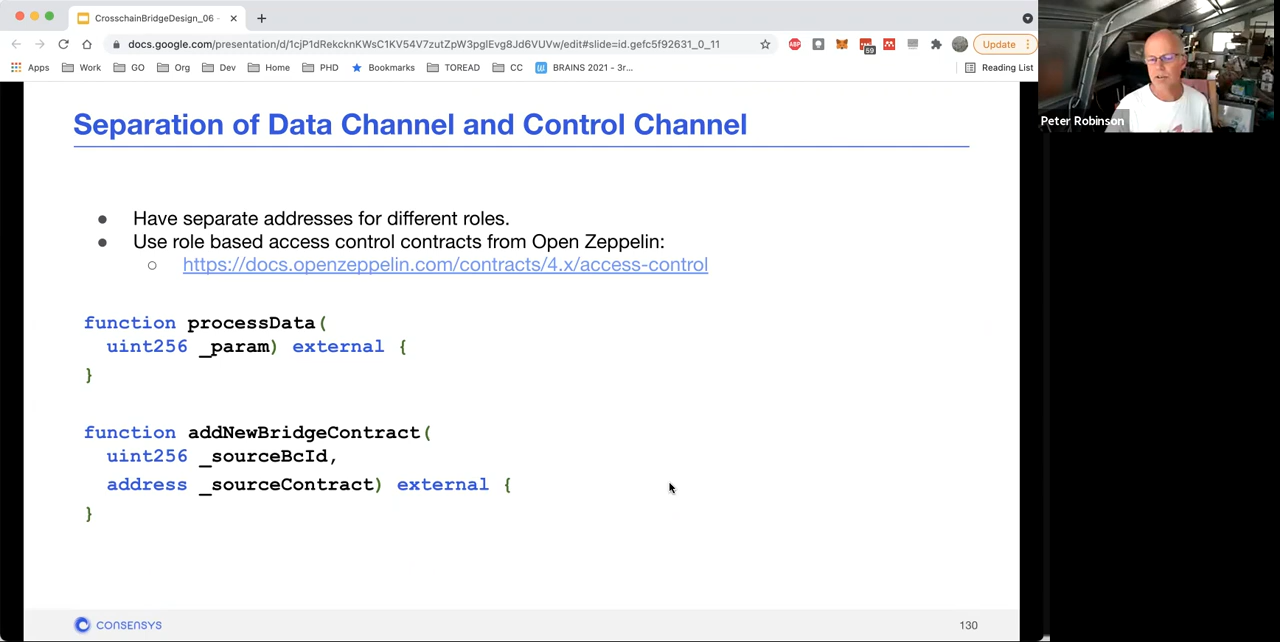 CrosschainBridgeDesign_06 -
docs.google.com/presentation/d/1cjP1dRekcknKWsC1KV54V7zutZpW3pglEvg8Jd6VUVw/edit#slide=id.gefc5f92631_0_11
ABP
59
Update
Apps Work GO Org Dev Home PHD Bookmarks TOREAD CC BRAINS 2021 - 3r... Reading List
Peter Robinson
Separation of Data Channel and Control Channel
● Have separate addresses for different roles.
● Use role based access control contracts from Open Zeppelin:
○ https://docs.openzeppelin.com/contracts/4.x/access-control
function processData(
uint256 _param) external {
}
function addNewBridgeContract(
uint256 _sourceBcId,
address _sourceContract) external {
}
CONSENSYS
130